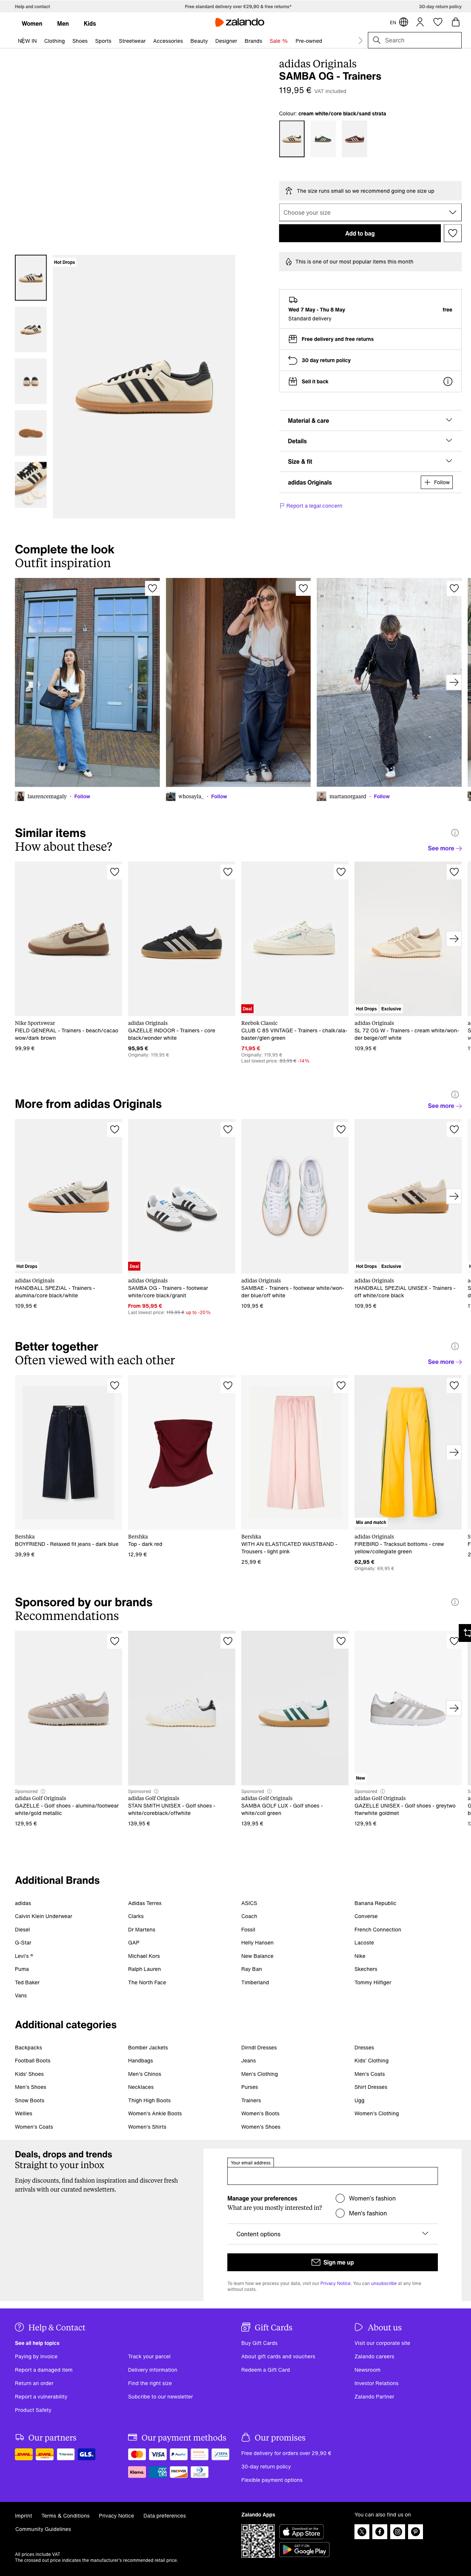 Help and contact
Free standard delivery over €29,90 & free returns*
30-day return policy
Women
Men
Kids
zalando
EN
NEW IN
Clothing
Shoes
Sports
Streetwear
Accessories
Beauty
Designer
Brands
Sale %
Pre-owned
Search
adidas Originals
SAMBA OG - Trainers
119,95 € VAT included
Colour: cream white/core black/sand strata
The size runs small so we recommend going one size up
Choose your size
Add to bag
This is one of our most popular items this month
Hot Drops
Wed 7 May - Thu 8 May
free
Standard delivery
Free delivery and free returns
30 day return policy
Sell it back
Material & care
Details
Size & fit
adidas Originals
Follow
Report a legal concern
Complete the look
Outfit inspiration
laurencemagaly · Follow
whosayla_ · Follow
martanorgaard · Follow
Similar items
How about these?
See more
Deal
Hot Drops
Exclusive
Nike Sportswear
FIELD GENERAL - Trainers - beach/cacao
wow/dark brown
99,99 €
adidas Originals
GAZELLE INDOOR - Trainers - core
black/wonder white
95,95 €
Originally: 119,95 €
Reebok Classic
CLUB C 85 VINTAGE - Trainers - chalk/ala-
baster/glen green
71,95 €
Originally: 119,95 €
Last lowest price: 83,95 € -14%
adidas Originals
SL 72 OG W - Trainers - cream white/won-
der beige/off white
109,95 €
More from adidas Originals
See more
Hot Drops
Deal
Hot Drops
Exclusive
adidas Originals
HANDBALL SPEZIAL - Trainers -
alumina/core black/white
109,95 €
adidas Originals
SAMBA OG - Trainers - footwear
white/core black/granit
From 95,95 €
Last lowest price: 119,95 € up to -20%
adidas Originals
SAMBAE - Trainers - footwear white/won-
der blue/off white
109,95 €
adidas Originals
HANDBALL SPEZIAL UNISEX - Trainers -
off white/core black
109,95 €
Better together
Often viewed with each other
See more
Mix and match
Bershka
BOYFRIEND - Relaxed fit jeans - dark blue
39,99 €
Bershka
Top - dark red
12,99 €
Bershka
WITH AN ELASTICATED WAISTBAND -
Trousers - light pink
25,99 €
adidas Originals
FIREBIRD - Tracksuit bottoms - crew
yellow/collegiate green
62,95 €
Originally: 69,95 €
Sponsored by our brands
Recommendations
New
Sponsored
adidas Golf Originals
GAZELLE - Golf shoes - alumina/footwear
white/gold metallic
129,95 €
Sponsored
adidas Golf Originals
STAN SMITH UNISEX - Golf shoes -
white/coreblack/offwhite
139,95 €
Sponsored
adidas Golf Originals
SAMBA GOLF LUX - Golf shoes -
white/coll green
139,95 €
Sponsored
adidas Golf Originals
GAZELLE UNISEX - Golf shoes - greytwo
ftwrwhite goldmet
129,95 €
Additional Brands
adidas
Adidas Terrex
ASICS
Banana Republic
Calvin Klein Underwear
Clarks
Coach
Converse
Diesel
Dr Martens
Fossil
French Connection
G-Star
GAP
Helly Hansen
Lacoste
Levi's ®
Michael Kors
New Balance
Nike
Puma
Ralph Lauren
Ray Ban
Skechers
Ted Baker
The North Face
Timberland
Tommy Hilfiger
Vans
Additional categories
Backpacks
Bomber Jackets
Dirndl Dresses
Dresses
Football Boots
Handbags
Jeans
Kids' Clothing
Kids' Shoes
Men's Chinos
Men's Clothing
Men's Coats
Men's Shoes
Necklaces
Purses
Shirt Dresses
Snow Boots
Thigh High Boots
Trainers
Ugg
Wellies
Women's Ankle Boots
Women's Boots
Women's Clothing
Women's Coats
Women's Shirts
Women's Shoes
Deals, drops and trends
Straight to your inbox
Enjoy discounts, find fashion inspiration and discover fresh
arrivals with our curated newsletters.
Your email address
Manage your preferences
What are you mostly interested in?
Women's fashion
Men's fashion
Content options
Sign me up
To learn how we process your data, visit our Privacy Notice. You can unsubscribe at any time
without costs.
Help & Contact
See all help topics
Paying by invoice
Track your parcel
Report a damaged item
Delivery information
Return an order
Find the right size
Report a vulnerability
Subcribe to our newsletter
Product Safety
Gift Cards
Buy Gift Cards
About gift cards and vouchers
Redeem a Gift Card
About us
Visit our corporate site
Zalando careers
Newsroom
Investor Relations
Zalando Partner
Our partners
GLS.
Our payment methods
VISA
PayPal
Klarna
DISCOVER
Our promises
Free delivery for orders over 29,90 €
30-day return policy
Flexible payment options
Imprint
Terms & Conditions
Privacy Notice
Data preferences
Community Guidelines
Zalando Apps
Download on the
App Store
GET IT ON
Google Play
You can also find us on
All prices include VAT
The crossed out price indicates the manufacturer's recommended retail price.